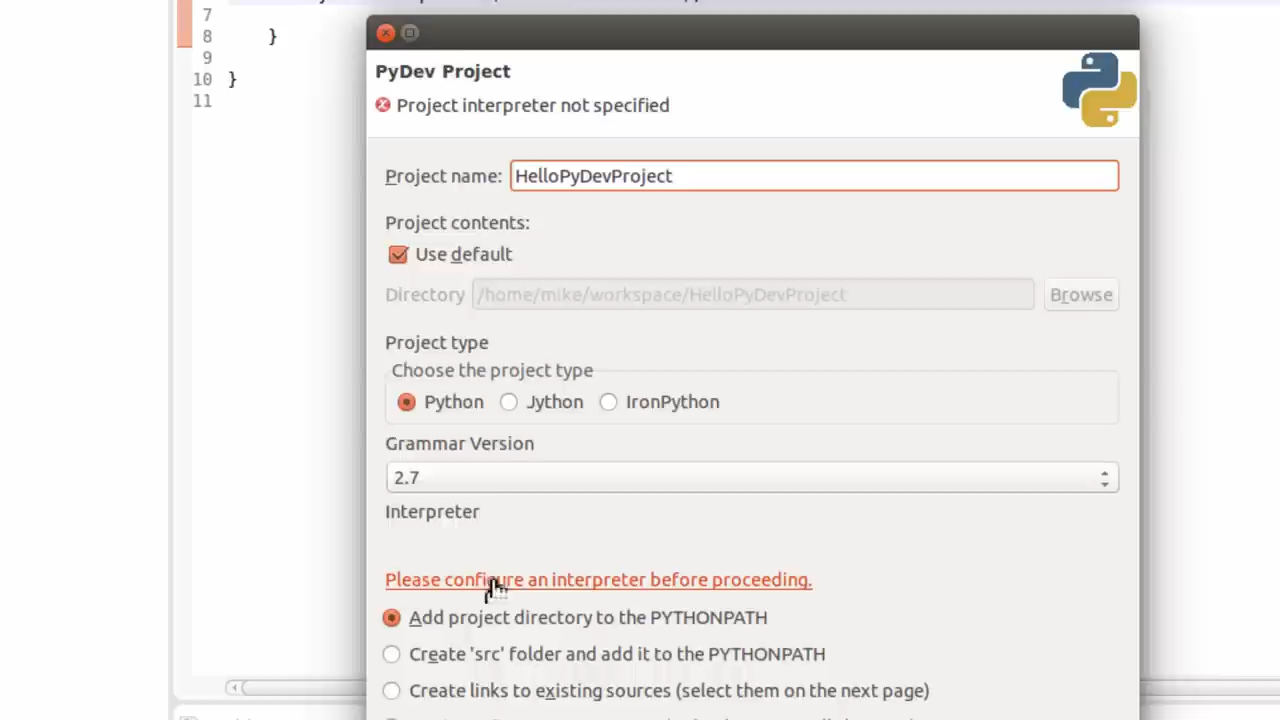 7
8 }
9
10 }
11
PyDev Project
Project interpreter not specified
Project name: HelloPyDevProject
Project contents:
Use default
Directory /home/mike/workspace/HelloPyDevProject Browse
Project type
Choose the project type
Python Jython IronPython
Grammar Version
2.7
Interpreter
Please configure an interpreter before proceeding.
Add project directory to the PYTHONPATH
Create 'src' folder and add it to the PYTHONPATH
Create links to existing sources (select them on the next page)